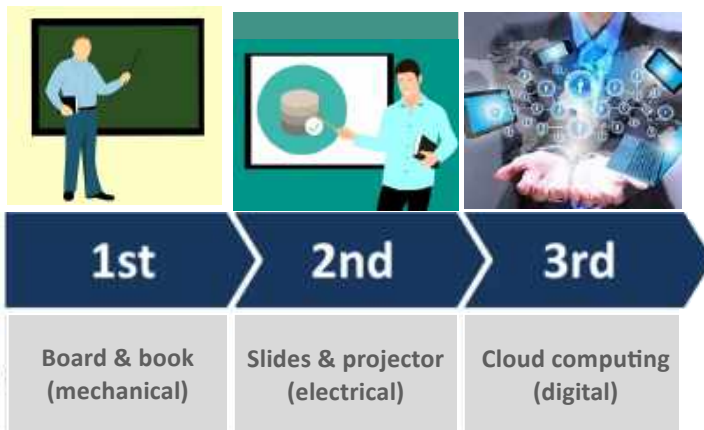 1st
2nd
3rd
Board & book
(mechanical)
Slides & projector
(electrical)
Cloud computing
(digital)